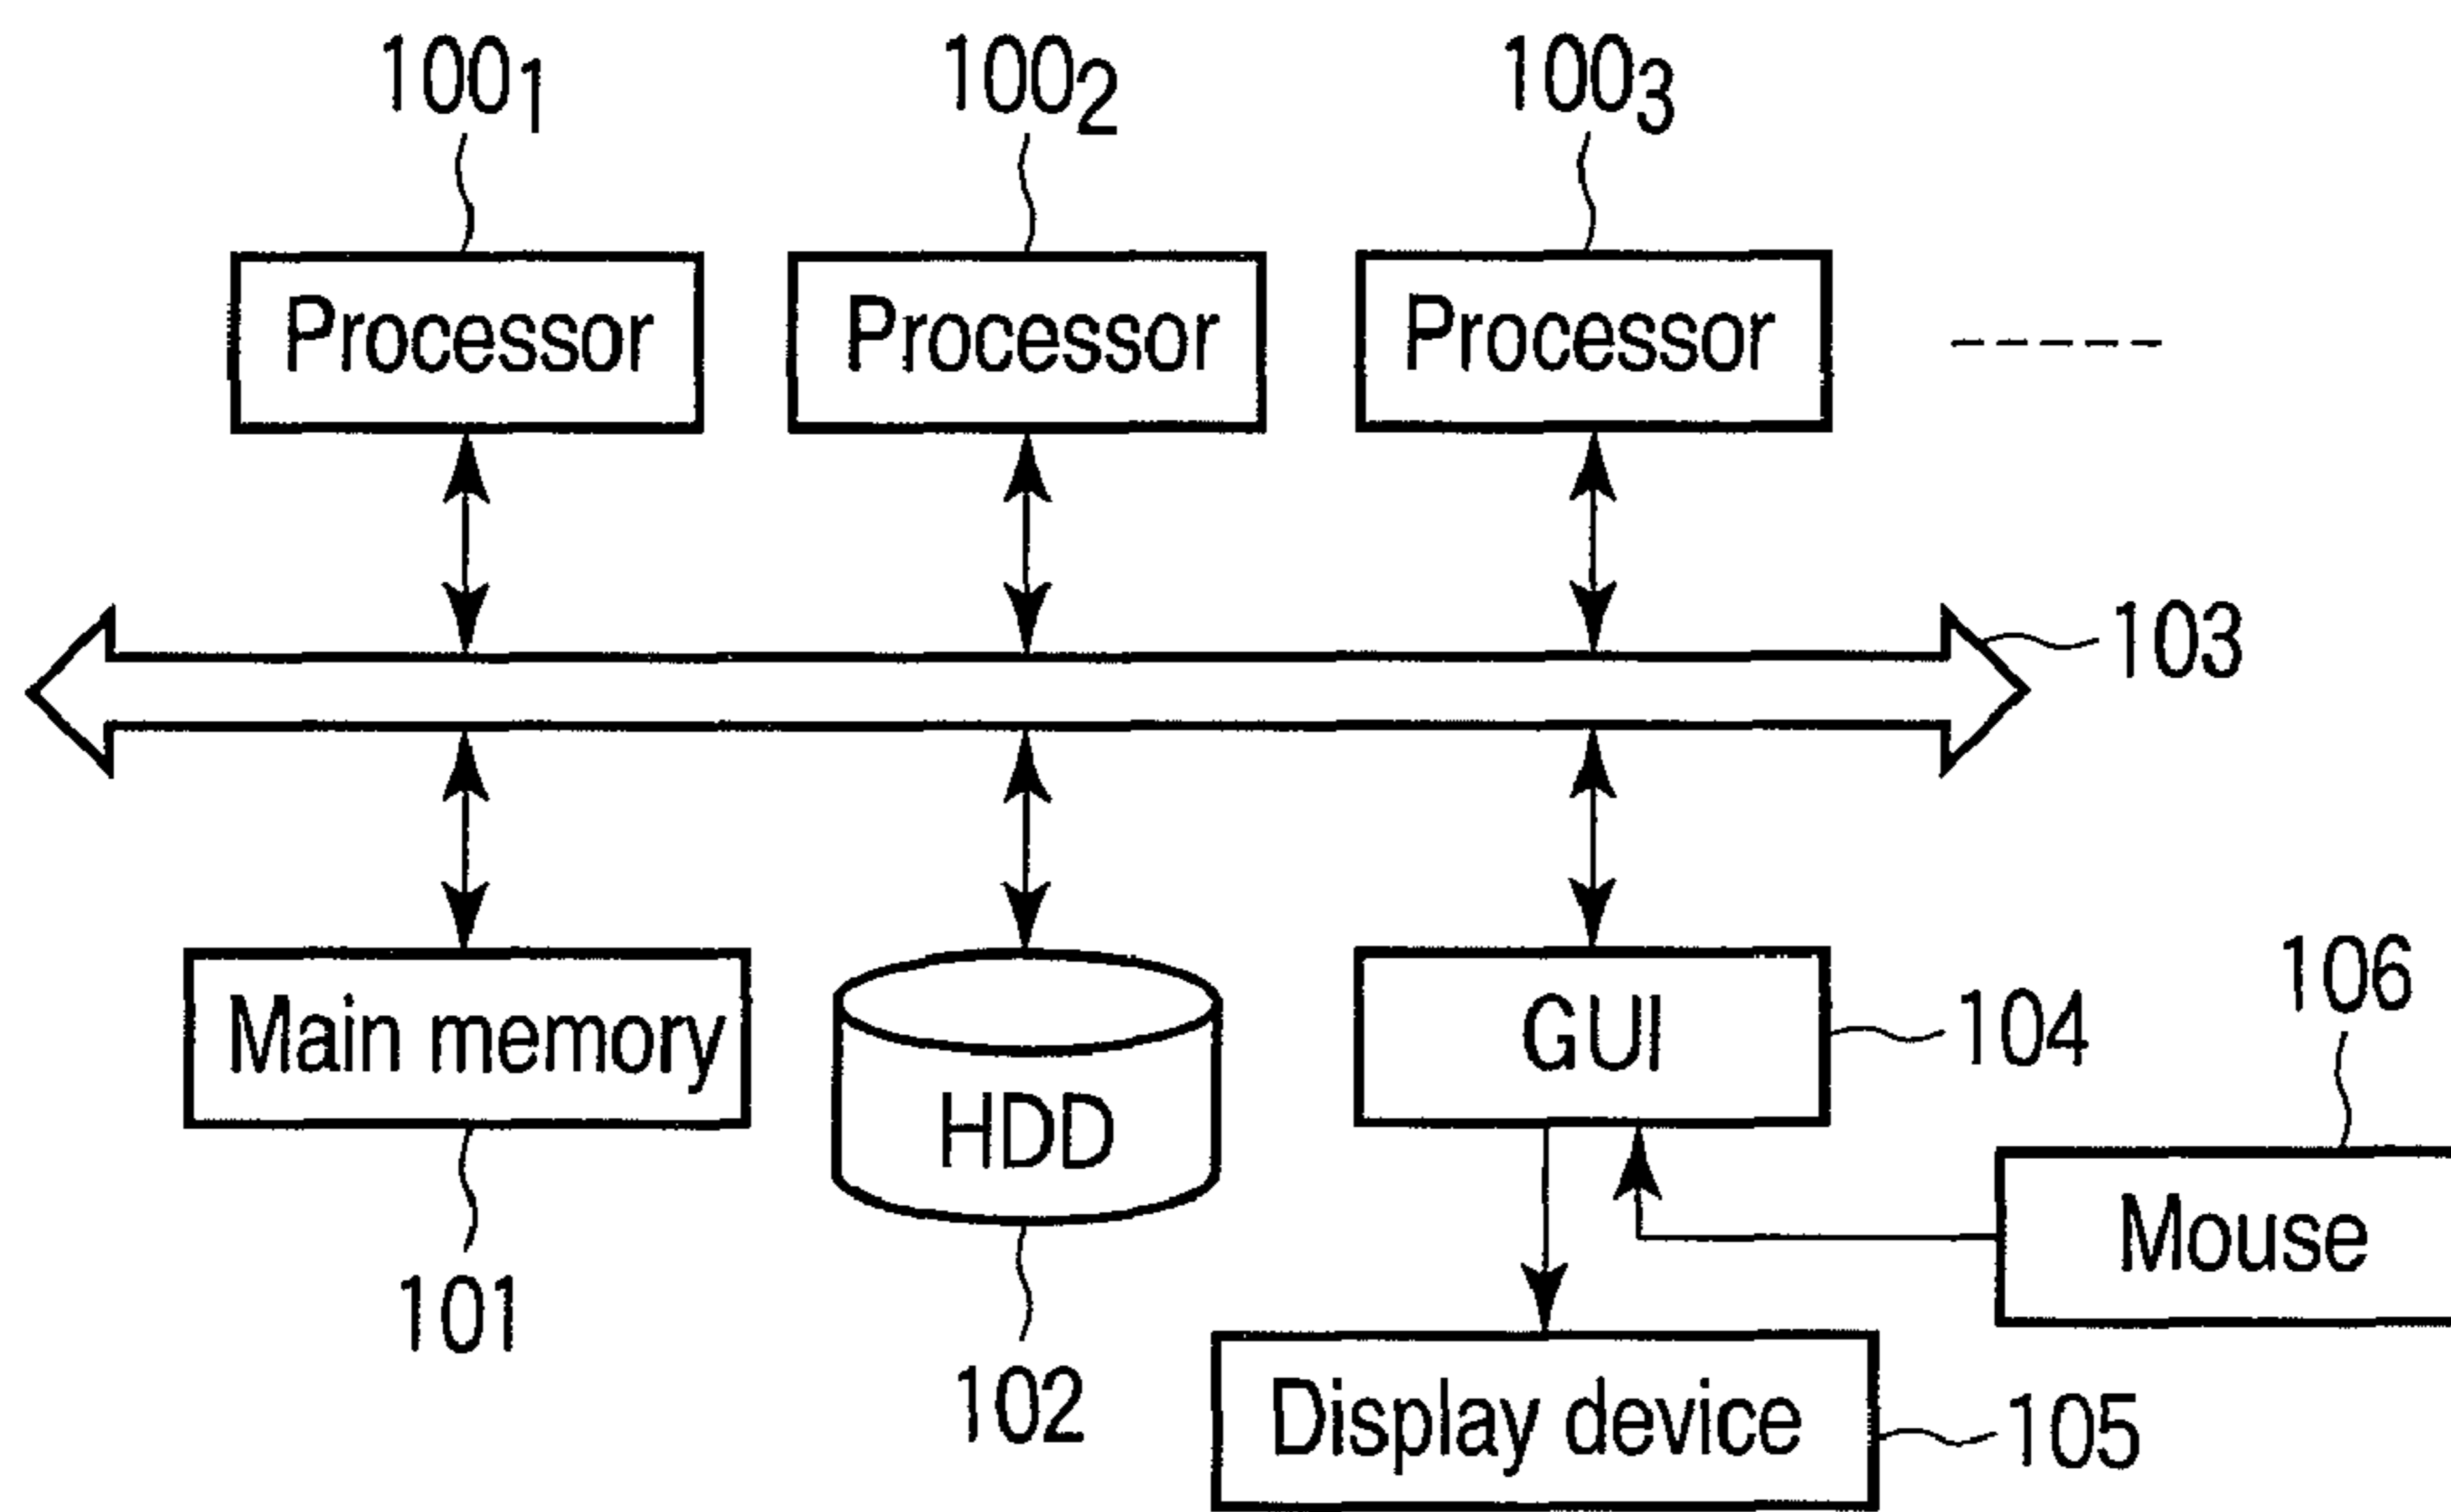 100₁ 100₂ 100₃
Processor Processor Processor
103
Main memory GUI 104 106
HDD
Mouse
101
102 Display device 105